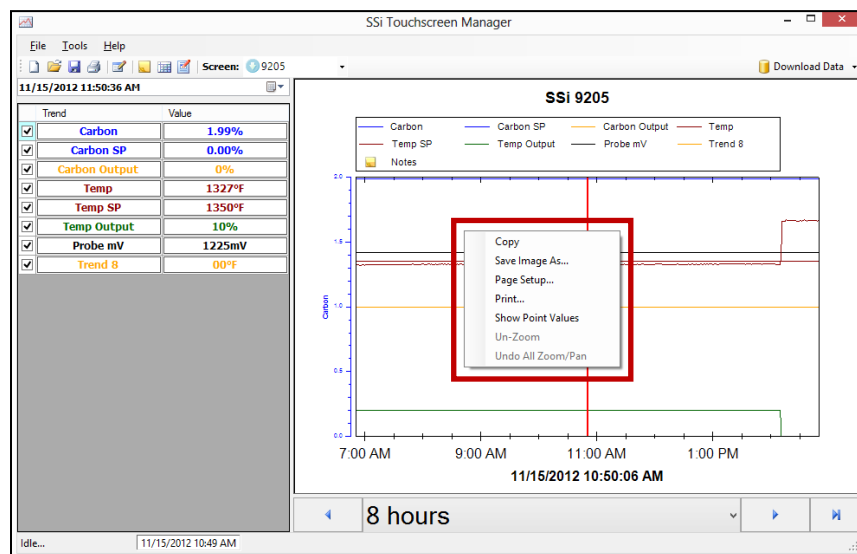 SSi Touchscreen Manager
File Tools Help
Screen: 9205 Download Data
11/15/2012 11:50:36 AM
Trend Value
Carbon 1.99%
Carbon SP 0.00%
Carbon Output 0%
Temp 1327ºF
Temp SP 1350ºF
Temp Output 10%
Probe mV 1225mV
Trend 8 00ºF
SSi 9205
Carbon Carbon SP Carbon Output Temp
Temp SP Temp Output Probe mV Trend 8
Notes
2.0
1.5
1.0
0.5
0.0
Carbon
Copy
Save Image As...
Page Setup...
Print...
Show Point Values
Un-Zoom
Undo All Zoom/Pan
7:00 AM 9:00 AM 11:00 AM 1:00 PM
11/15/2012 10:50:06 AM
8 hours
Idle... 11/15/2012 10:49 AM